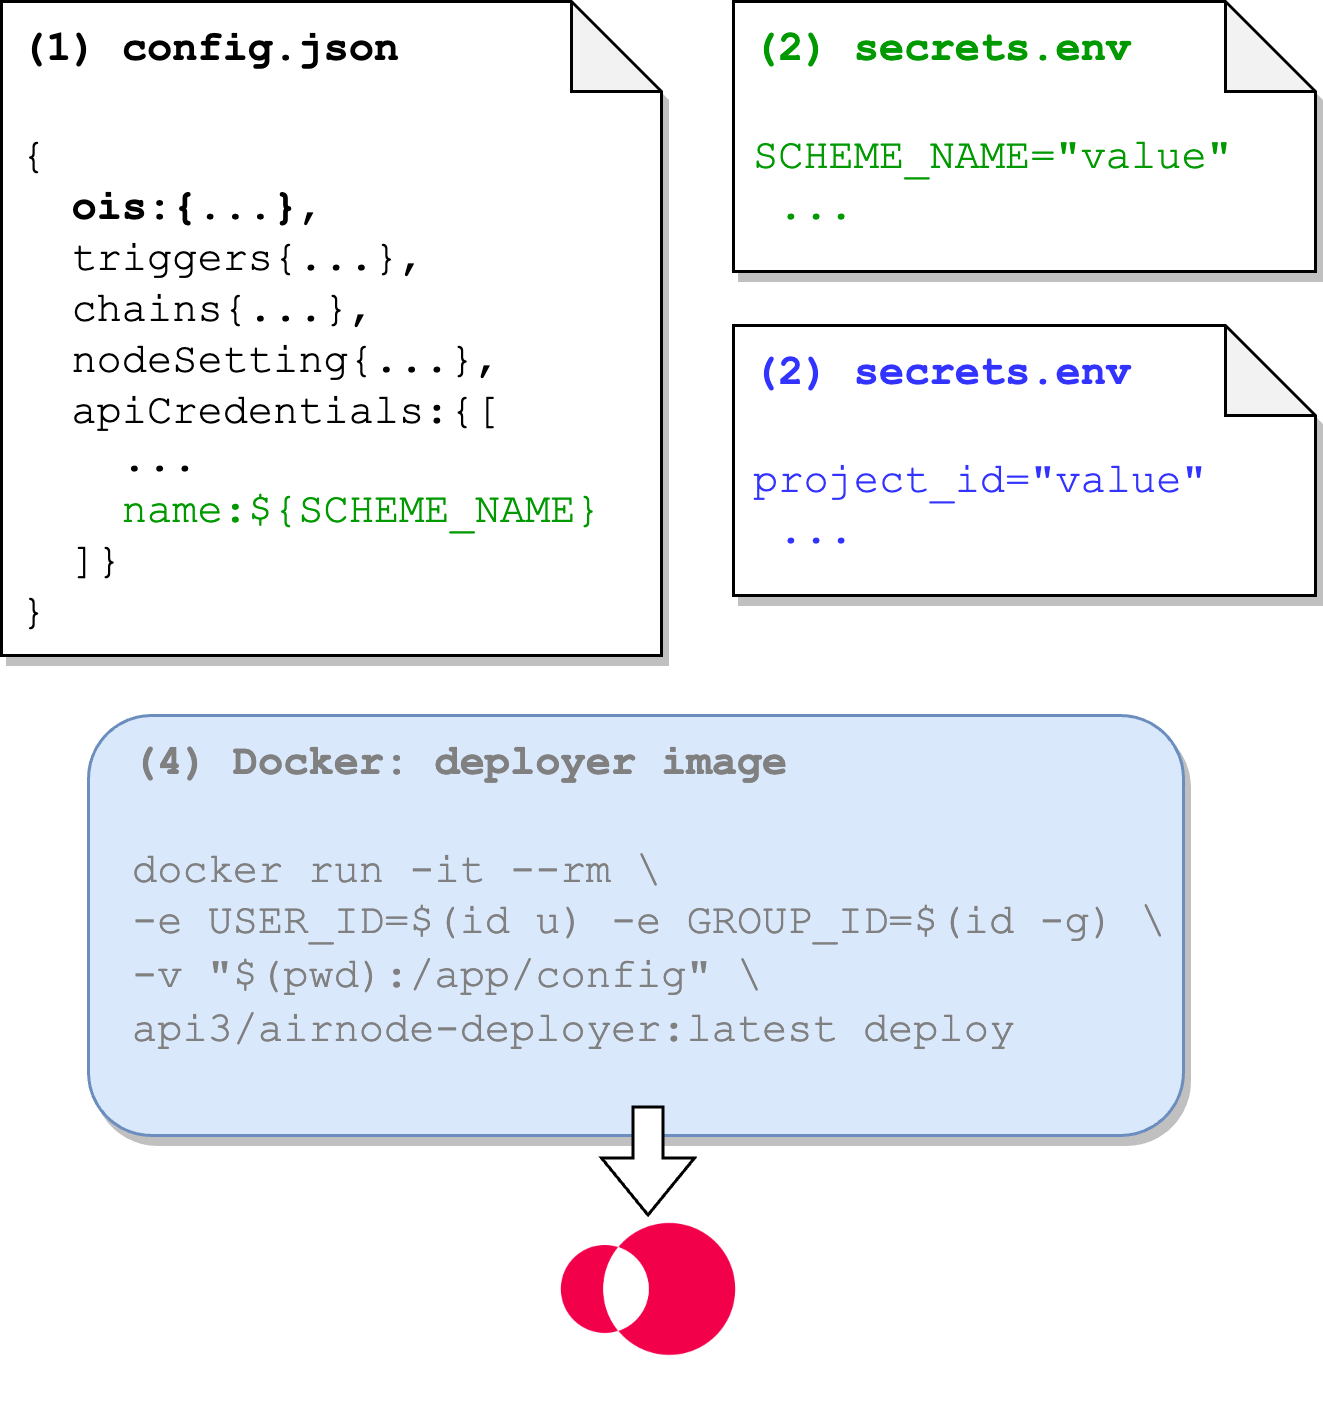 (1) config.json
{
ois:{...},
triggers{...},
chains{...},
nodeSetting{...},
apiCredentials:{[
...
name:${SCHEME_NAME}
]}
}
(2) secrets.env
SCHEME_NAME="value"
...
(2) secrets.env
project_id="value"
...
(4) Docker: deployer image
docker run -it --rm \
-e USER_ID=$(id u) -e GROUP_ID=$(id -g) \
-v "$(pwd):/app/config" \
api3/airnode-deployer:latest deploy